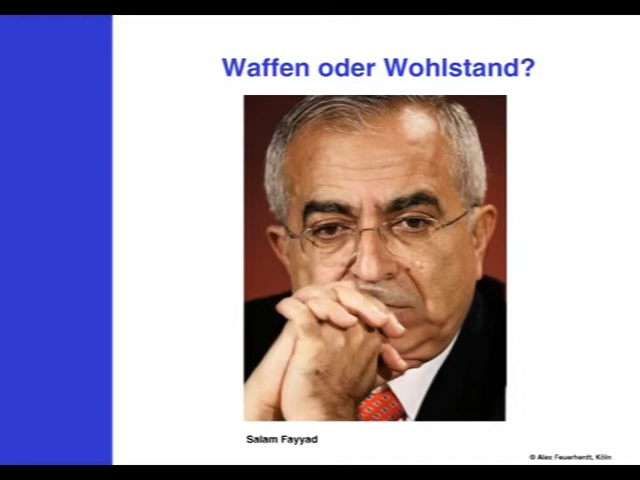 Waffen oder Wohlstand?
Salam Fayyad
© Alex Feuerherdt, Köln